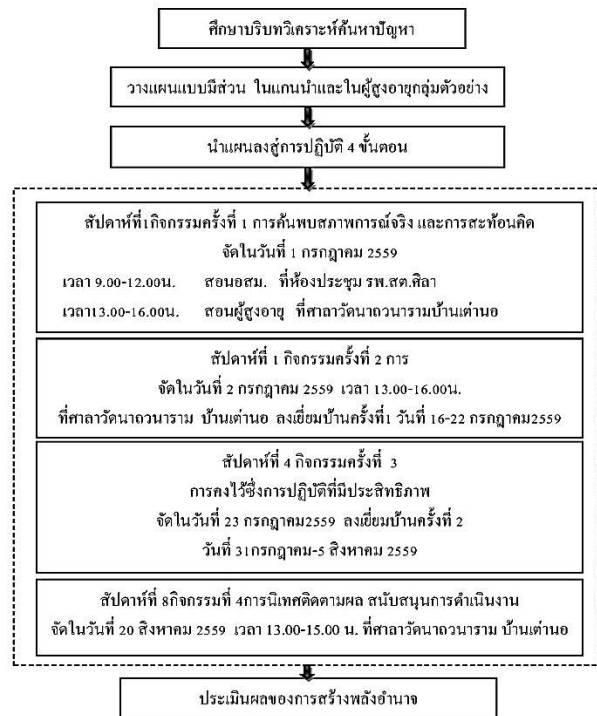 ศึกษาบริบทวิเคราะห์ค้นหาปัญหา
วางแผนแบบมีส่วน ในแกนนำและในผู้สูงอายุกลุ่มตัวอย่าง
นำแผนลงสู่การปฏิบัติ 4 ขั้นตอน
สัปดาห์ที่1กิจกรรมครั้งที่ 1 การค้นพบสภาพการณ์จริง และการสะท้อนคิด
จัดในวันที่ 1 กรกฎาคม 2559
เวลา 9.00-12.00น. สอนอสม. ที่ห้องประชุม รพ.สต.ศิลา
เวลา13.00-16.00น. สอนผู้สูงอายุ ที่ศาลาวัดนาถวนารามบ้านเต่านอ
สัปดาห์ที่ 1 กิจกรรมครั้งที่ 2 การ
จัดในวันที่ 2 กรกฎาคม 2559 เวลา 13.00-16.00น.
ที่ศาลาวัดนาถวนาราม บ้านเต่านอ ลงเยี่ยมบ้านครั้งที่1 วันที่ 16-22 กรกฎาคม2559
สัปดาห์ที่ 4 กิจกรรมครั้งที่ 3
การคงไว้ซึ่งการปฏิบัติที่มีประสิทธิภาพ
จัดในวันที่ 23 กรกฎาคม2559 ลงเยี่ยมบ้านครั้งที่ 2
วันที่ 31กรกฎาคม-5 สิงหาคม 2559
สัปดาห์ที่ 8กิจกรรมที่ 4การนิเทศติดตามผล สนับสนุนการดำเนินงาน
จัดในวันที่ 20 สิงหาคม 2559 เวลา 13.00-15.00 น. ที่ศาลาวัดนาถวนาราม บ้านเต่านอ
ประเมินผลของการสร้างพลังอำนาจ